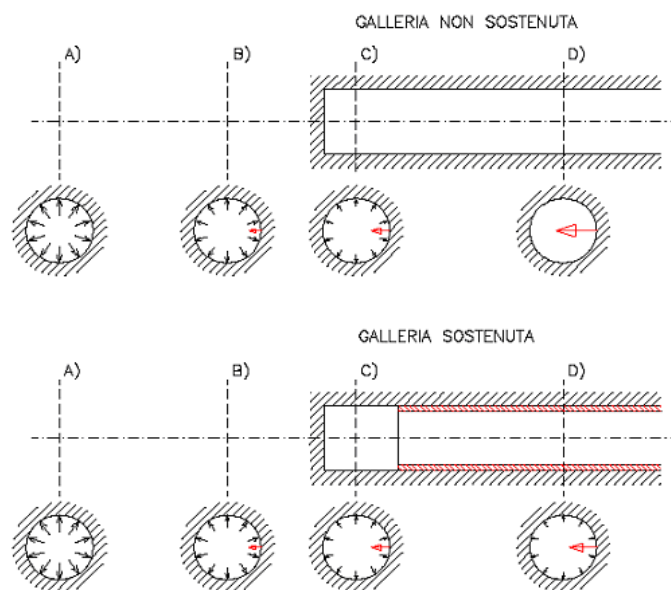 GALLERIA NON SOSTENUTA
A) B) C) D)
GALLERIA SOSTENUTA
A) B) C) D)